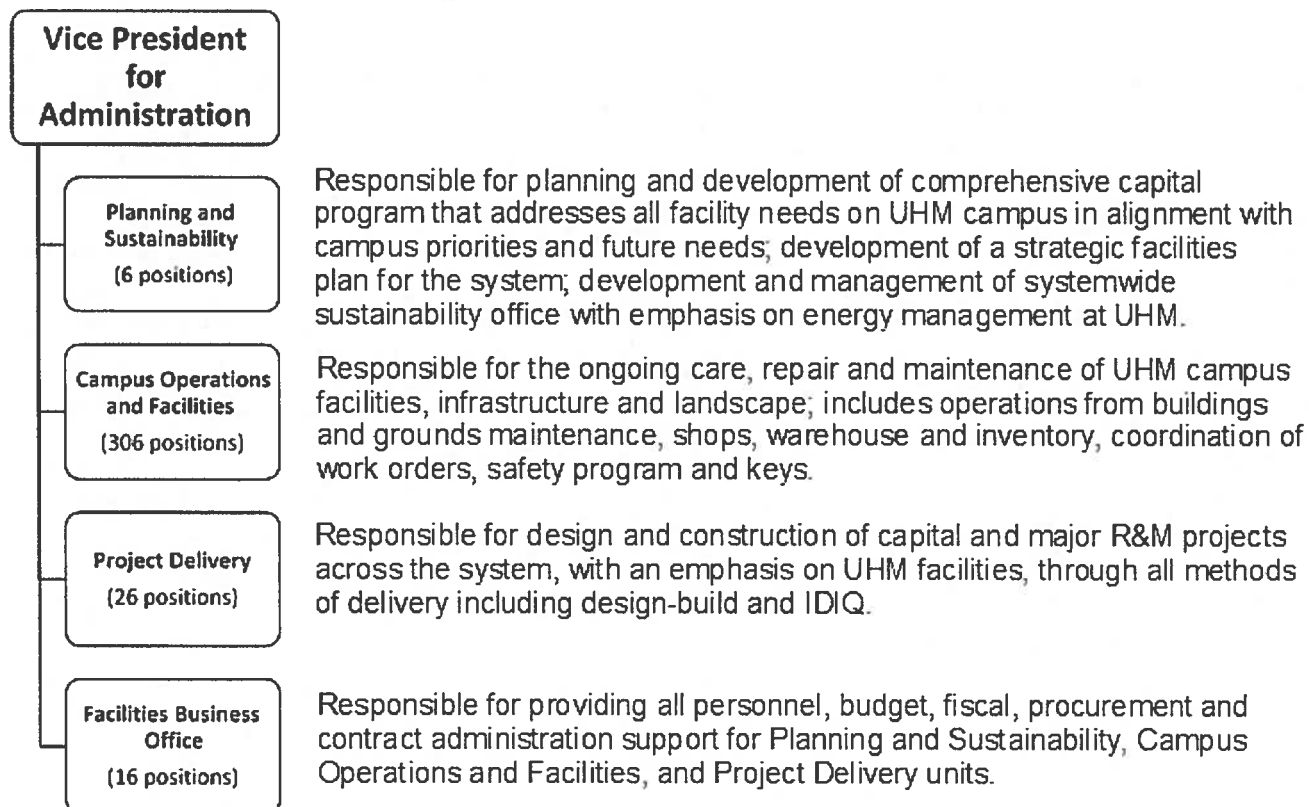 Vice President
for
Administration
Planning and
Sustainability
(6 positions)
Responsible for planning and development of comprehensive capital
program that addresses all facility needs on UHM campus in alignment with
campus priorities and future needs; development of a strategic facilities
plan for the system; development and management of systemwide
sustainability office with emphasis on energy management at UHM.
Campus Operations
and Facilities
(306 positions)
Responsible for the ongoing care, repair and maintenance of UHM campus
facilities, infrastructure and landscape; includes operations from buildings
and grounds maintenance, shops, warehouse and inventory, coordination of
work orders, safety program and keys.
Project Delivery
(26 positions)
Responsible for design and construction of capital and major R&M projects
across the system, with an emphasis on UHM facilities, through all methods
of delivery including design-build and IDIQ.
Facilities Business
Office
(16 positions)
Responsible for providing all personnel, budget, fiscal, procurement and
contract administration support for Planning and Sustainability, Campus
Operations and Facilities, and Project Delivery units.